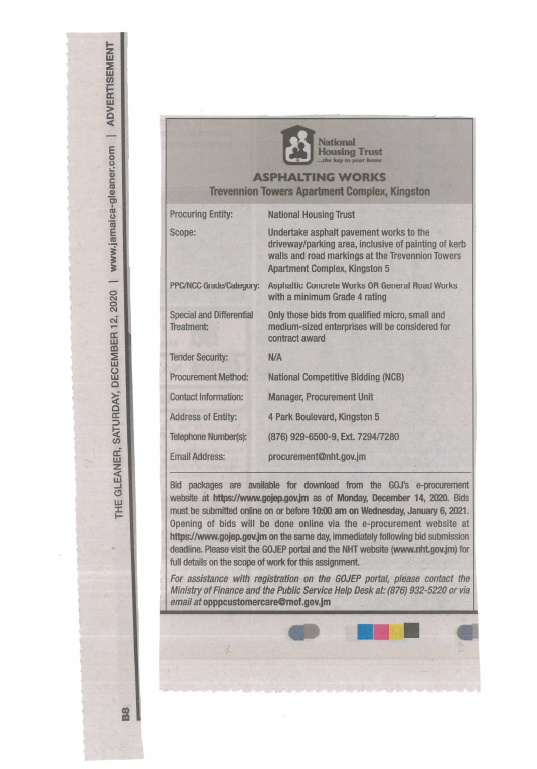 THE GLEANER, SATURDAY, DECEMBER 12, 2020 | www.jamaica-gleaner.com | ADVERTISEMENT
B8
National
Housing Trust
...the key to your home
ASPHALTING WORKS
Trevennion Towers Apartment Complex, Kingston
Procuring Entity: National Housing Trust
Scope: Undertake asphalt pavement works to the
driveway/parking area, inclusive of painting of kerb
walls and road markings at the Trevennion Towers
Apartment Complex, Kingston 5
PPC/NCC Grade/Category: Asphaltic Concrete Works OR General Road Works
with a minimum Grade 4 rating
Special and Differential Only those bids from qualified micro, small and
Treatment: medium-sized enterprises will be considered for
contract award
Tender Security: N/A
Procurement Method: National Competitive Bidding (NCB)
Contact Information: Manager, Procurement Unit
Address of Entity: 4 Park Boulevard, Kingston 5
Telephone Number(s): (876) 929-6500-9, Ext. 7294/7280
Email Address: procurement@nht.gov.jm
Bid packages are available for download from the GOJ's e-procurement
website at https://www.gojep.gov.jm as of Monday, December 14, 2020. Bids
must be submitted online on or before 10:00 am on Wednesday, January 6, 2021.
Opening of bids will be done online via the e-procurement website at
https://www.gojep.gov.jm on the same day, immediately following bid submission
deadline. Please visit the GOJEP portal and the NHT website (www.nht.gov.jm) for
full details on the scope of work for this assignment.
For assistance with registration on the GOJEP portal, please contact the
Ministry of Finance and the Public Service Help Desk at: (876) 932-5220 or via
email at opppcustomercare@mof.gov.jm